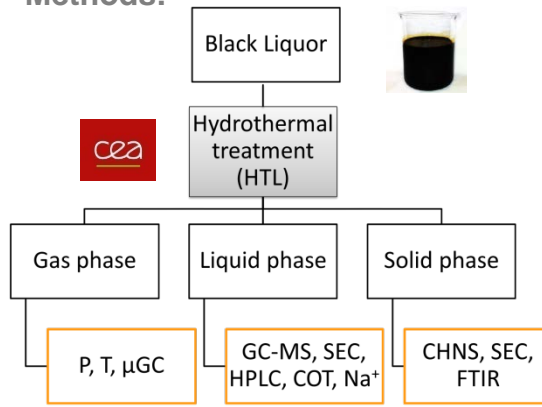 Methods:
Black Liquor
cea
Hydrothermal
treatment
(HTL)
Gas phase
Liquid phase
Solid phase
P, T, µGC
GC-MS, SEC,
HPLC, COT, Na⁺
CHNS, SEC,
FTIR